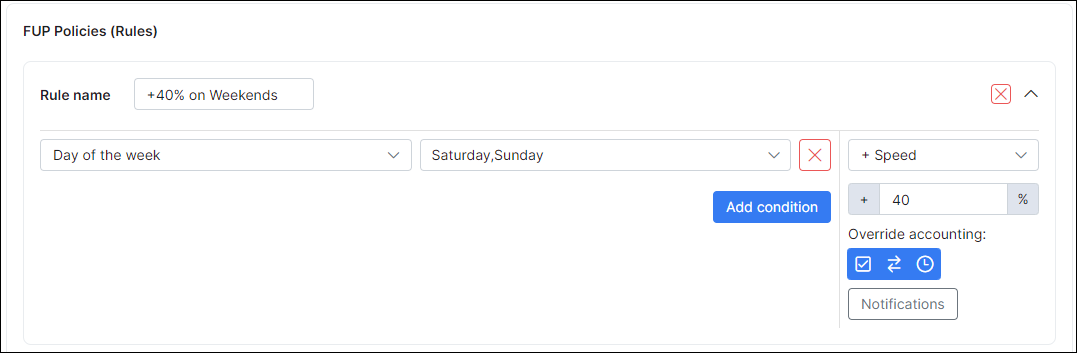 FUP Policies (Rules)
Rule name +40% on Weekends
Day of the week Saturday,Sunday + Speed
+ 40 %
Add condition
Override accounting:
Notifications